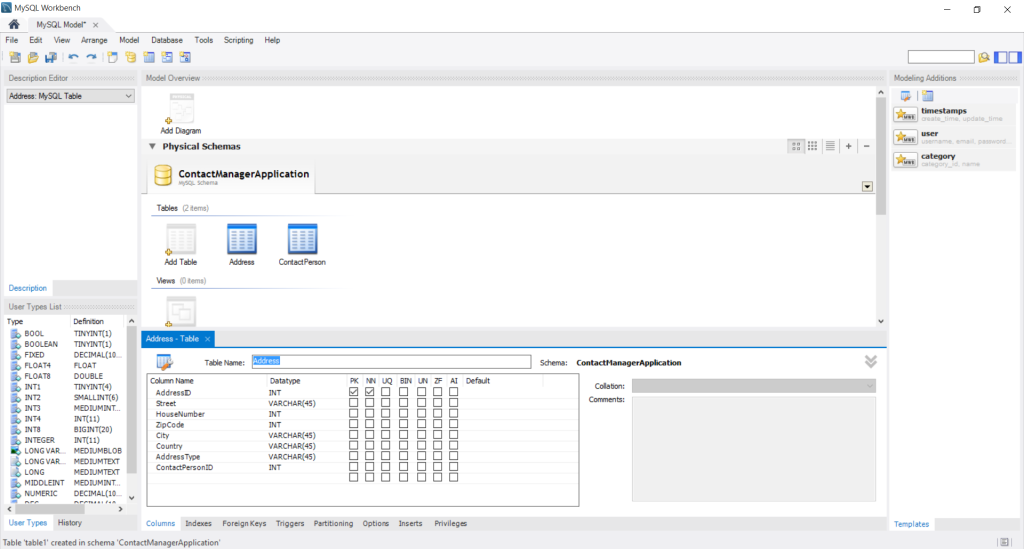 MySQL Workbench
MySQL Model* ×
File Edit View Arrange Model Database Tools Scripting Help
Description Editor
Address: MySQL Table
Description
User Types List
Type Definition
BOOL TINYINT(1)
BOOLEAN TINYINT(1)
FIXED DECIMAL(10...
FLOAT4 FLOAT
FLOAT8 DOUBLE
INT1 TINYINT(4)
INT2 SMALLINT(6)
INT3 MEDIUMINT...
INT4 INT(11)
INT8 BIGINT(20)
INTEGER INT(11)
LONG VAR... MEDIUMBLOB
LONG VAR... MEDIUMTEXT
LONG MEDIUMTEXT
MIDDLEINT MEDIUMINT...
NUMERIC DECIMAL(10...
User Types History
Model Overview
Add Diagram
Physical Schemas
ContactManagerApplication
MySQL Schema
Tables (2 items)
Add Table Address ContactPerson
Views (0 items)
Address - Table ×
Table Name: Address Schema: ContactManagerApplication
Column Name Datatype PK NN UQ BIN UN ZF AI Default
AddressID INT
Street VARCHAR(45)
HouseNumber INT
ZipCode INT
City VARCHAR(45)
Country VARCHAR(45)
AddressType VARCHAR(45)
ContactPersonID INT
Collation:
Comments:
Columns Indexes Foreign Keys Triggers Partitioning Options Inserts Privileges
Modeling Additions
timestamps
create_time, update_time
user
username, email, password...
category
category_id, name
Templates
Table 'table1' created in schema 'ContactManagerApplication'